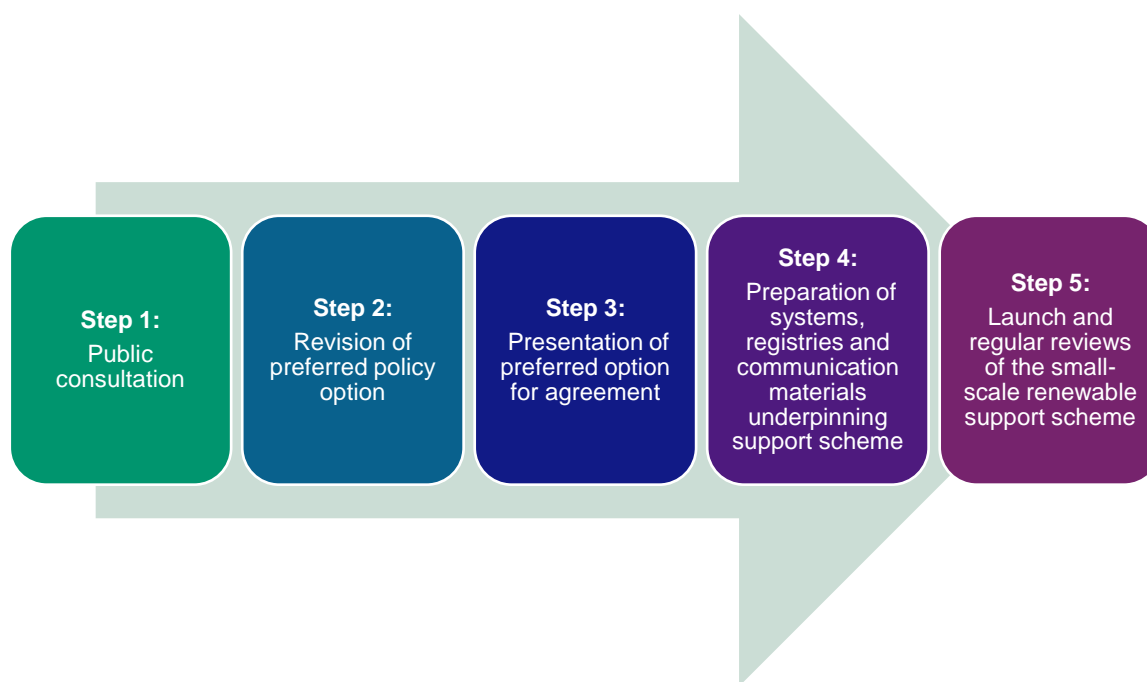 Step 1:
Public
consultation
Step 2:
Revision of
preferred policy
option
Step 3:
Presentation of
preferred option
for agreement
Step 4:
Preparation of
systems,
registries and
communication
materials
underpinning
support scheme
Step 5:
Launch and
regular reviews
of the small-
scale renewable
support scheme